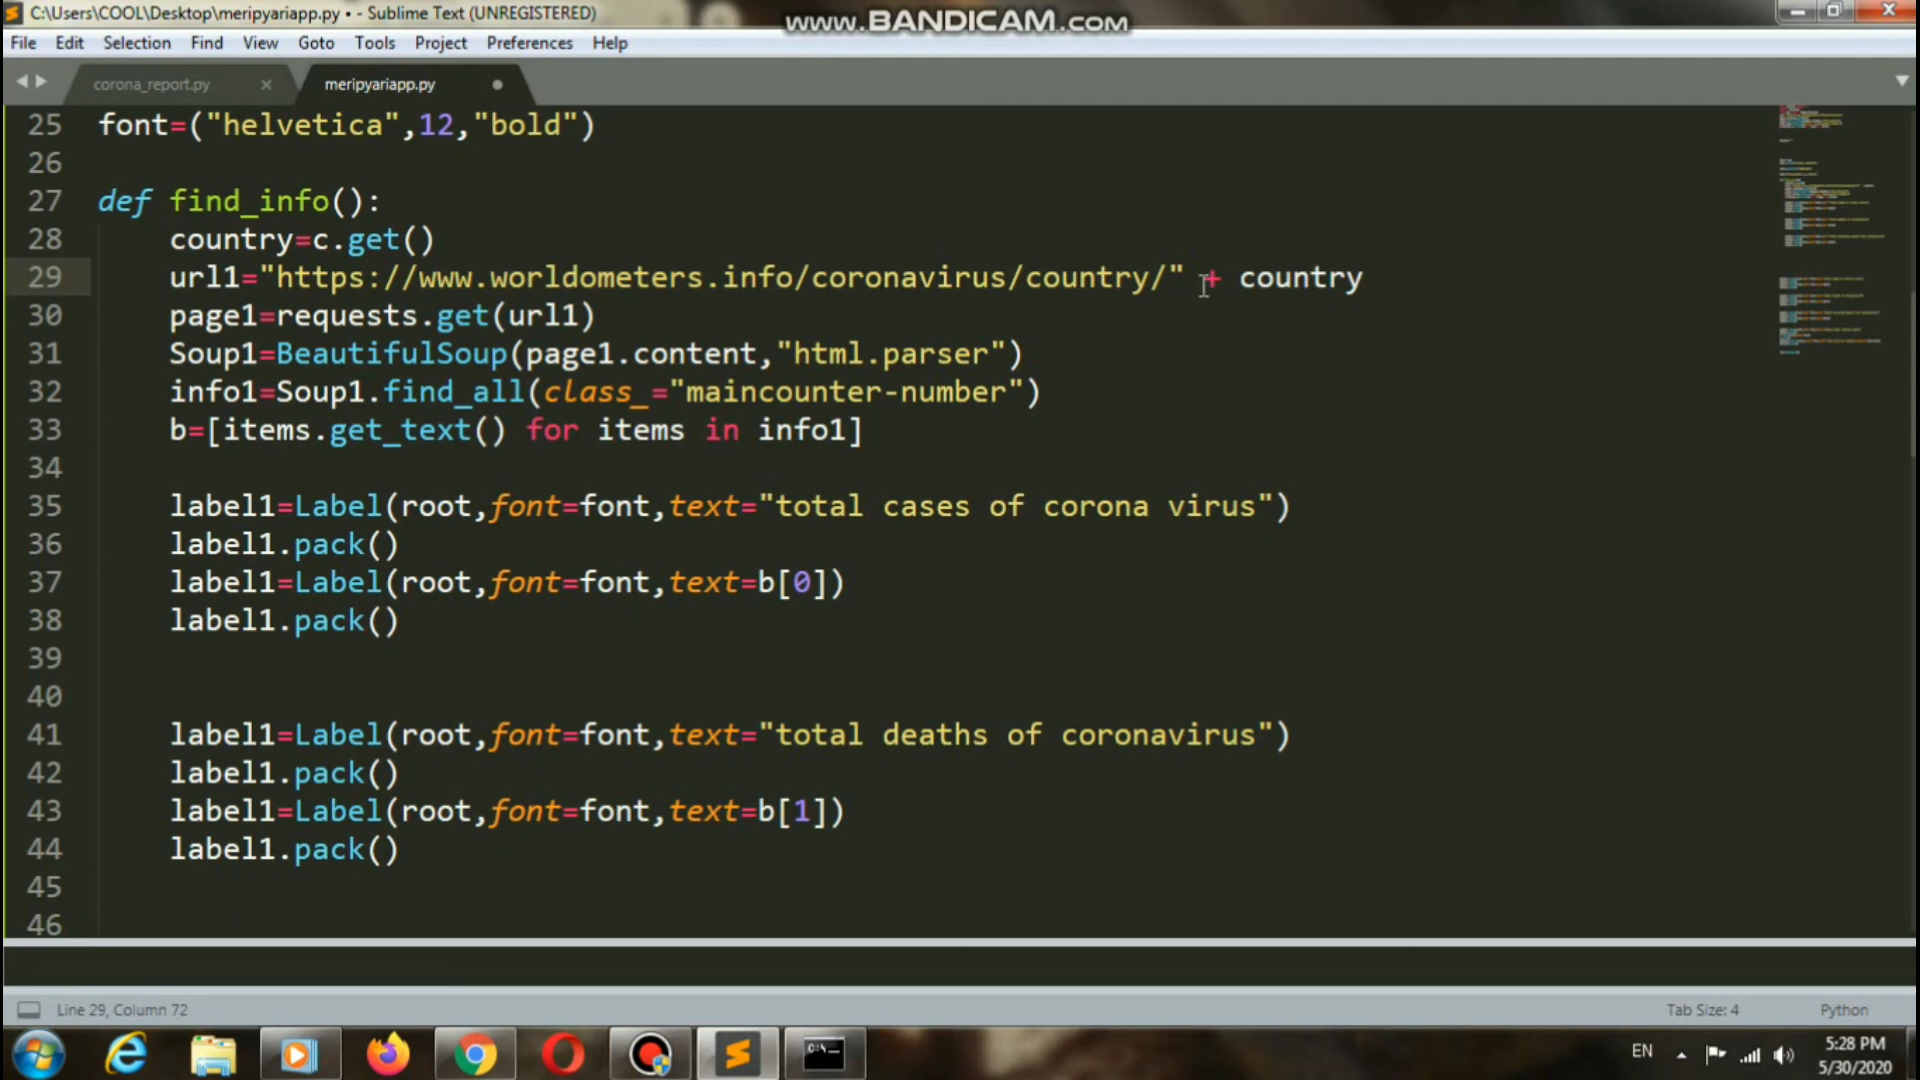 C:\Users\COOL\Desktop\meripyariapp.py • - Sublime Text (UNREGISTERED)
www.BANDICAM.com
File Edit Selection Find View Goto Tools Project Preferences Help
corona_report.py × meripyariapp.py
25 font=("helvetica",12,"bold")
26
27 def find_info():
28     country=c.get()
29     url1="https://www.worldometers.info/coronavirus/country/" + country
30     page1=requests.get(url1)
31     Soup1=BeautifulSoup(page1.content,"html.parser")
32     info1=Soup1.find_all(class_="maincounter-number")
33     b=[items.get_text() for items in info1]
34
35     label1=Label(root,font=font,text="total cases of corona virus")
36     label1.pack()
37     label1=Label(root,font=font,text=b[0])
38     label1.pack()
39
40
41     label1=Label(root,font=font,text="total deaths of coronavirus")
42     label1.pack()
43     label1=Label(root,font=font,text=b[1])
44     label1.pack()
45
46
Line 29, Column 72
Tab Size: 4 Python
C:\_
EN
5:28 PM
5/30/2020